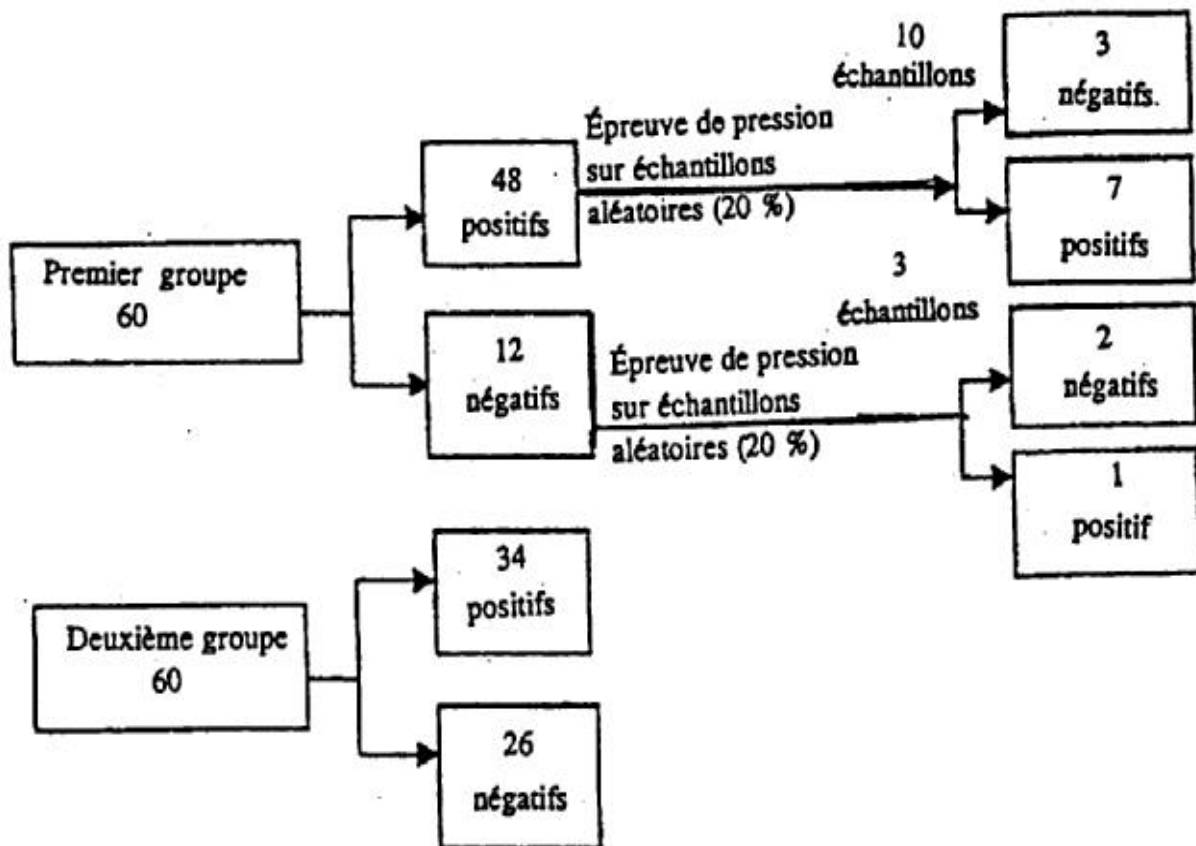 Premier groupe
60
48
positifs
12
négatifs
Épreuve de pression
sur échantillons
aléatoires (20 %)
10
échantillons
3
négatifs.
7
positifs
Épreuve de pression
sur échantillons
aléatoires (20 %)
3
échantillons
2
négatifs
1
positif
Deuxième groupe
60
34
positifs
26
négatifs